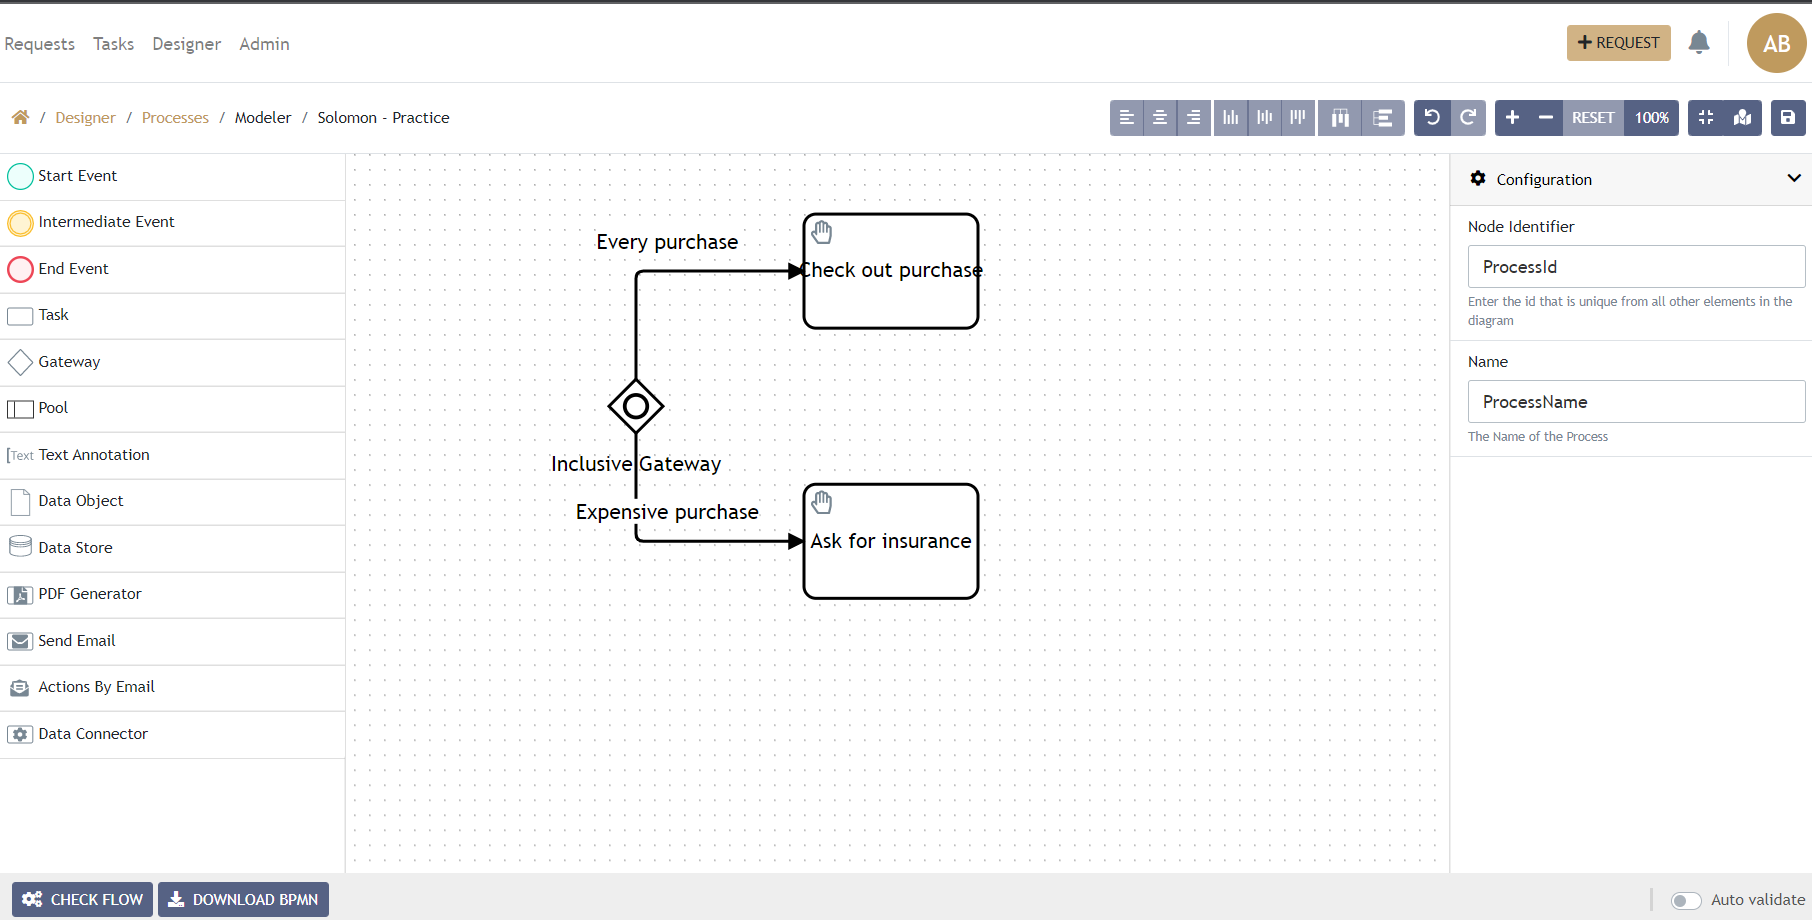 Requests Tasks Designer Admin
REQUEST
AB
/ Designer / Processes / Modeler / Solomon - Practice
RESET 100%
Start Event
Intermediate Event
End Event
Task
Gateway
Pool
[Text Text Annotation
Data Object
Data Store
PDF Generator
Send Email
Actions By Email
Data Connector
Every purchase
Check out purchase
Inclusive Gateway
Expensive purchase
Ask for insurance
Configuration
Node Identifier
ProcessId
Enter the id that is unique from all other elements in the
diagram
Name
ProcessName
The Name of the Process
CHECK FLOW DOWNLOAD BPMN
Auto validate